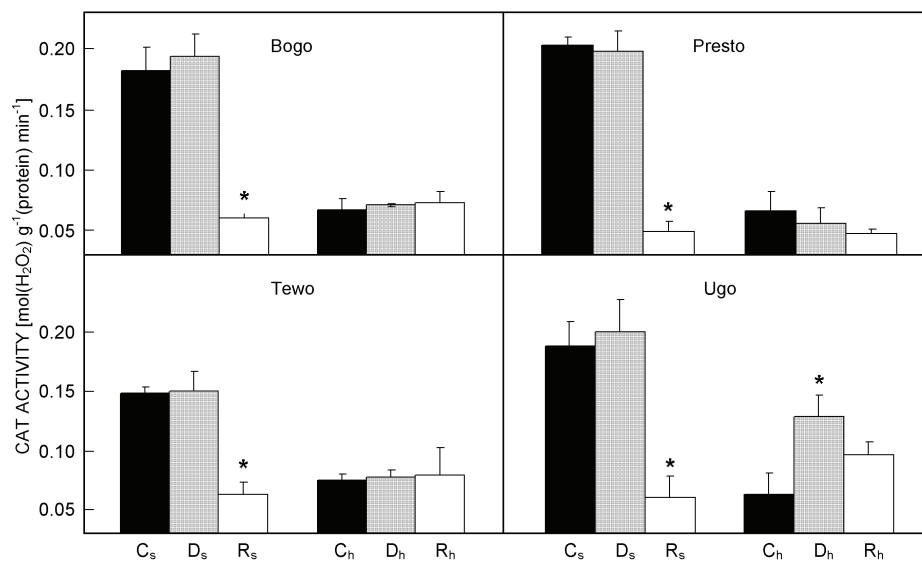 CAT ACTIVITY [mol(H₂O₂) g⁻¹(protein) min⁻¹]
Bogo
Presto
0.20
0.15
0.10
0.05
*
*
Tewo
Ugo
0.20
0.15
0.10
0.05
*
*
*
Cₛ Dₛ Rₛ Cₕ Dₕ Rₕ Cₛ Dₛ Rₛ Cₕ Dₕ Rₕ